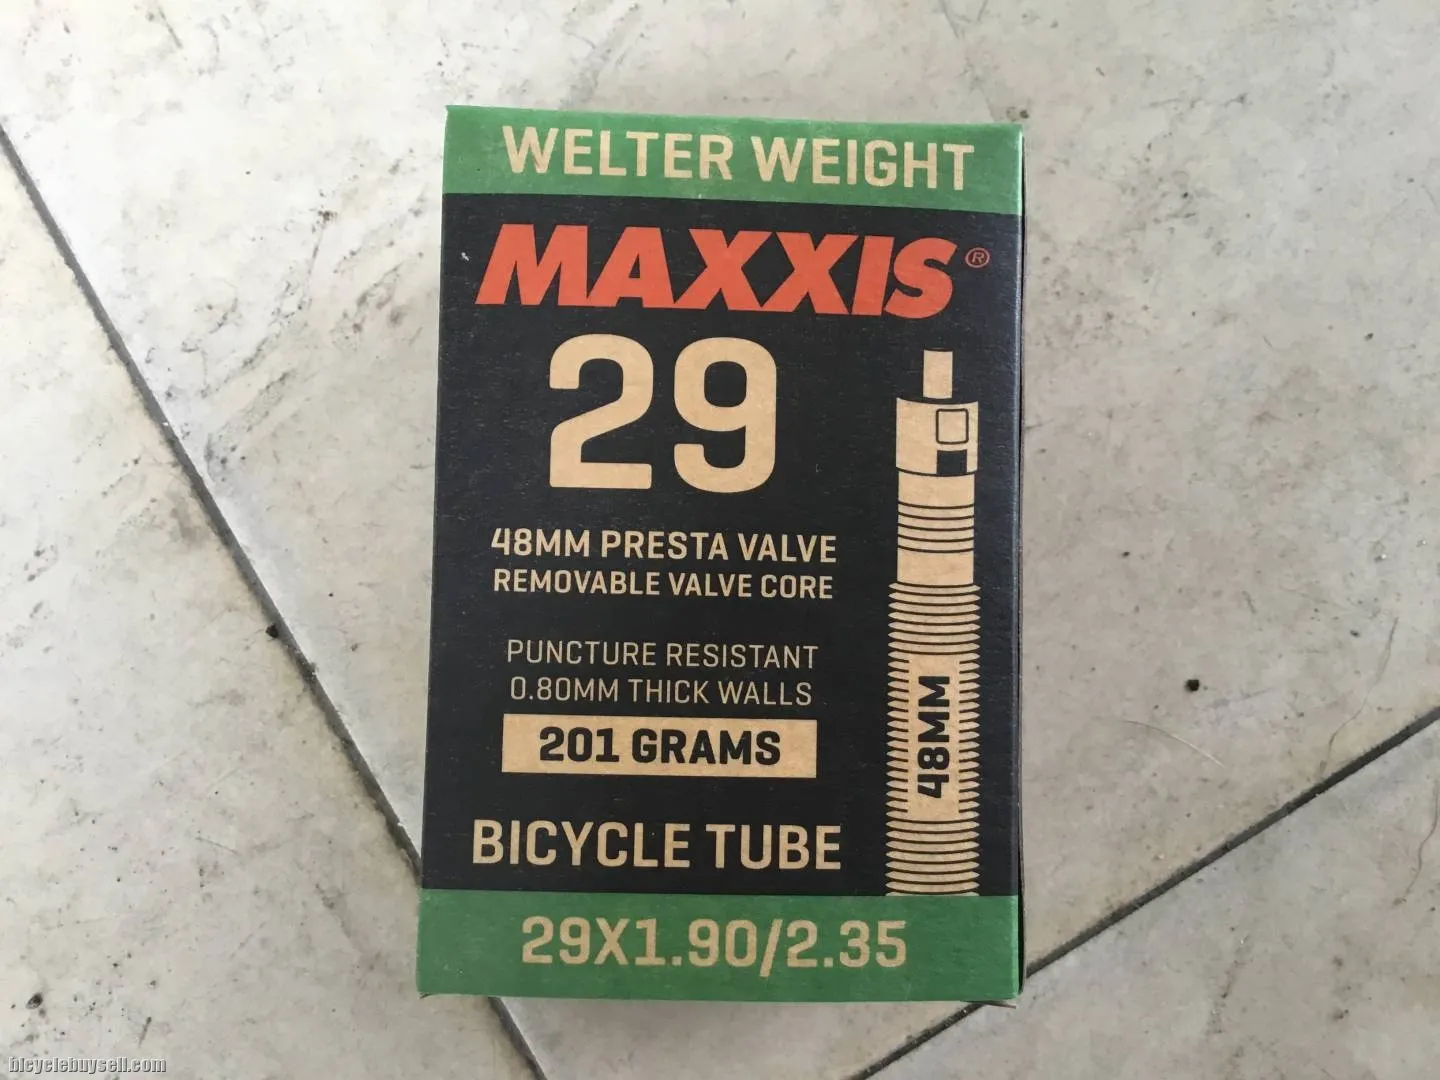 WELTER WEIGHT
MAXXIS®
29
48MM PRESTA VALVE
REMOVABLE VALVE CORE
PUNCTURE RESISTANT
0.80MM THICK WALLS
201 GRAMS
48MM
BICYCLE TUBE
29X1.90/2.35
bicyclebuysell.com